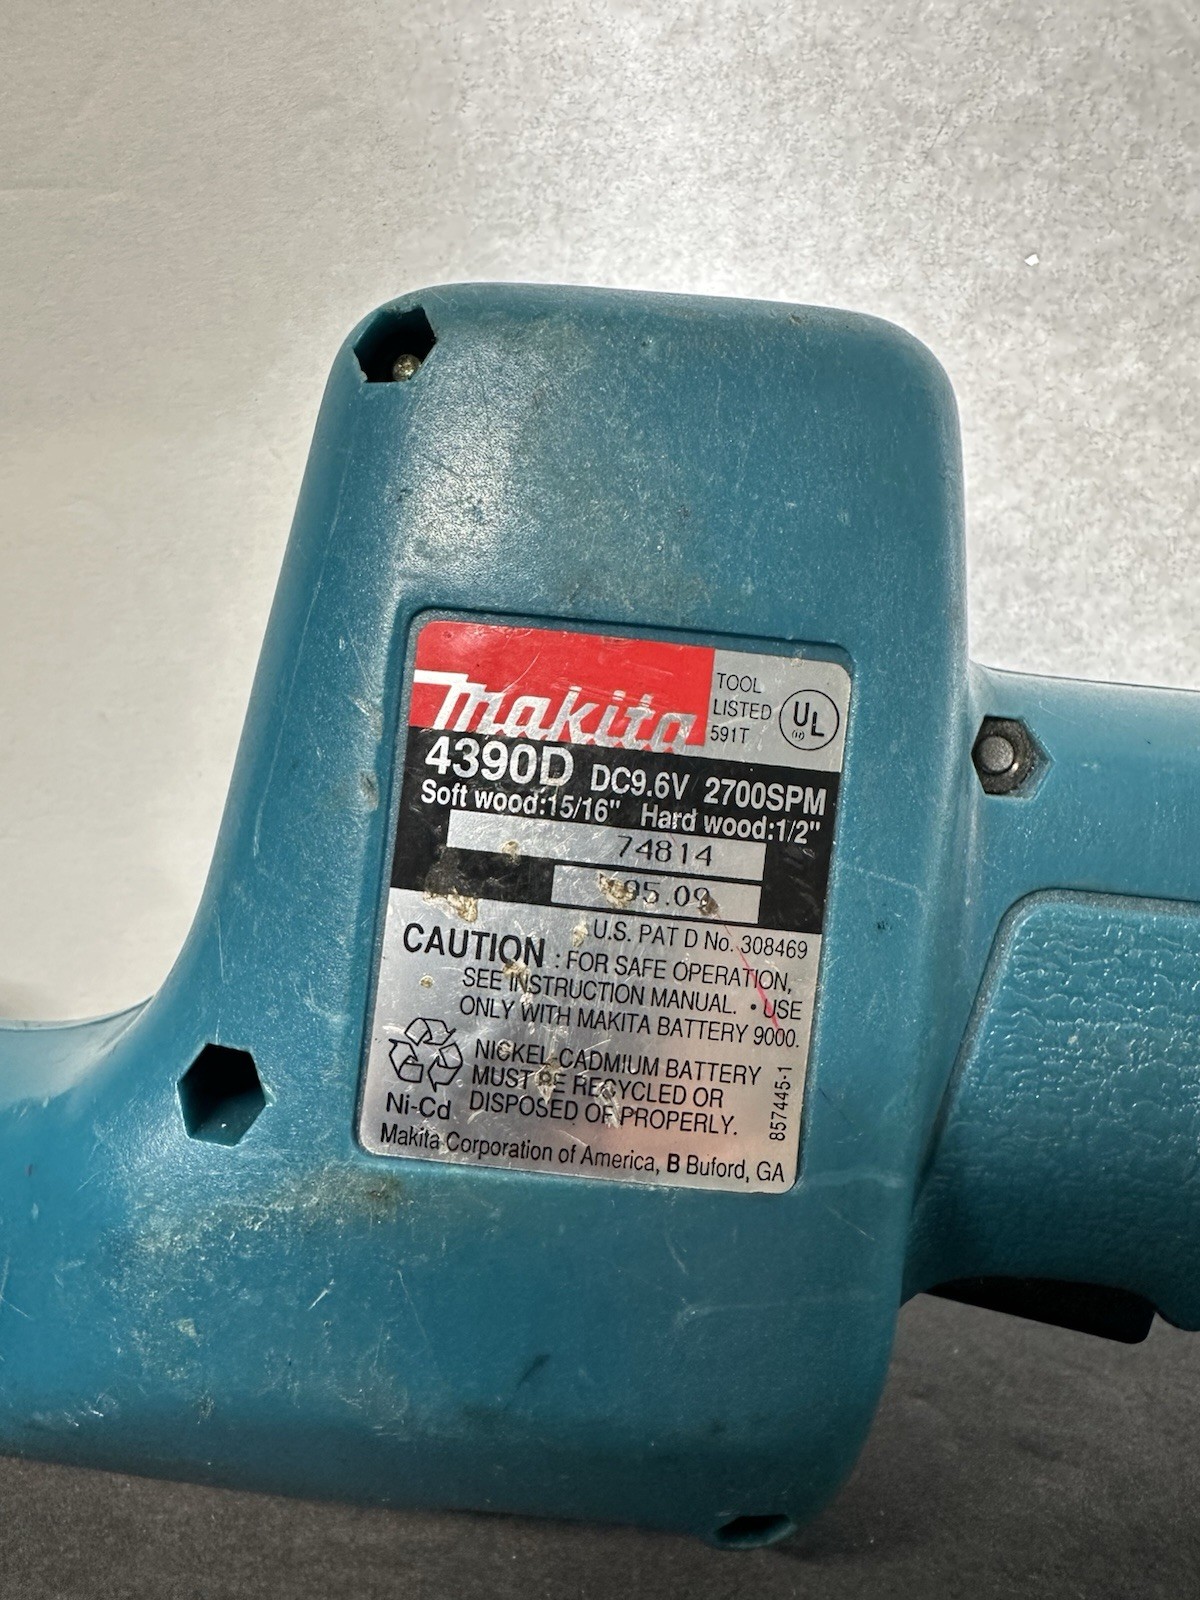 makita
TOOL
LISTED
591T
UL
4390D DC9.6V 2700SPM
Soft wood:15/16" Hard wood:1/2"
74814
95.09
U.S. PAT D No. 308469
CAUTION : FOR SAFE OPERATION,
SEE INSTRUCTION MANUAL. • USE
ONLY WITH MAKITA BATTERY 9000.
NICKEL-CADMIUM BATTERY
MUST BE RECYCLED OR
DISPOSED OF PROPERLY.
Ni-Cd
857445-1
Makita Corporation of America, B Buford, GA